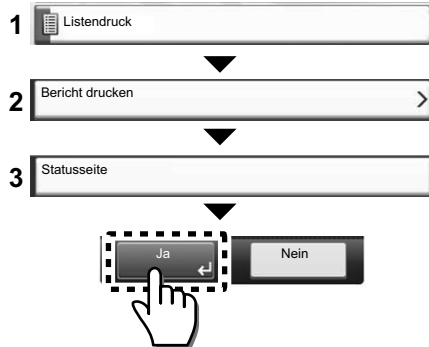 1 Listendruck
2 Bericht drucken
3 Statusseite
Ja Nein